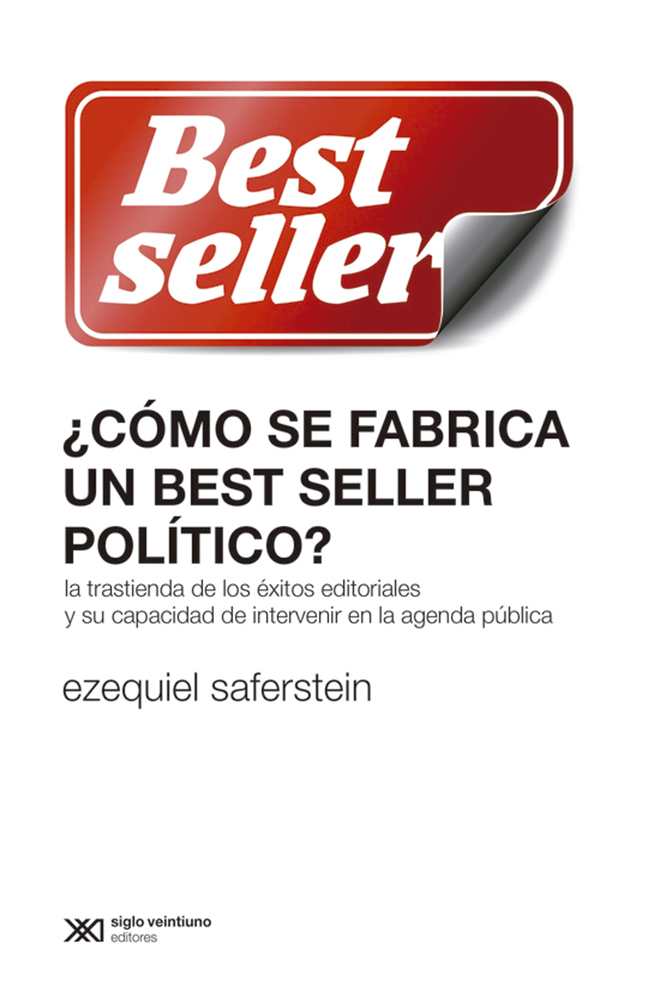 Best
seller
¿CÓMO SE FABRICA
UN BEST SELLER
POLÍTICO?
la trastienda de los éxitos editoriales
y su capacidad de intervenir en la agenda pública
ezequiel saferstein
siglo veintiuno
editores